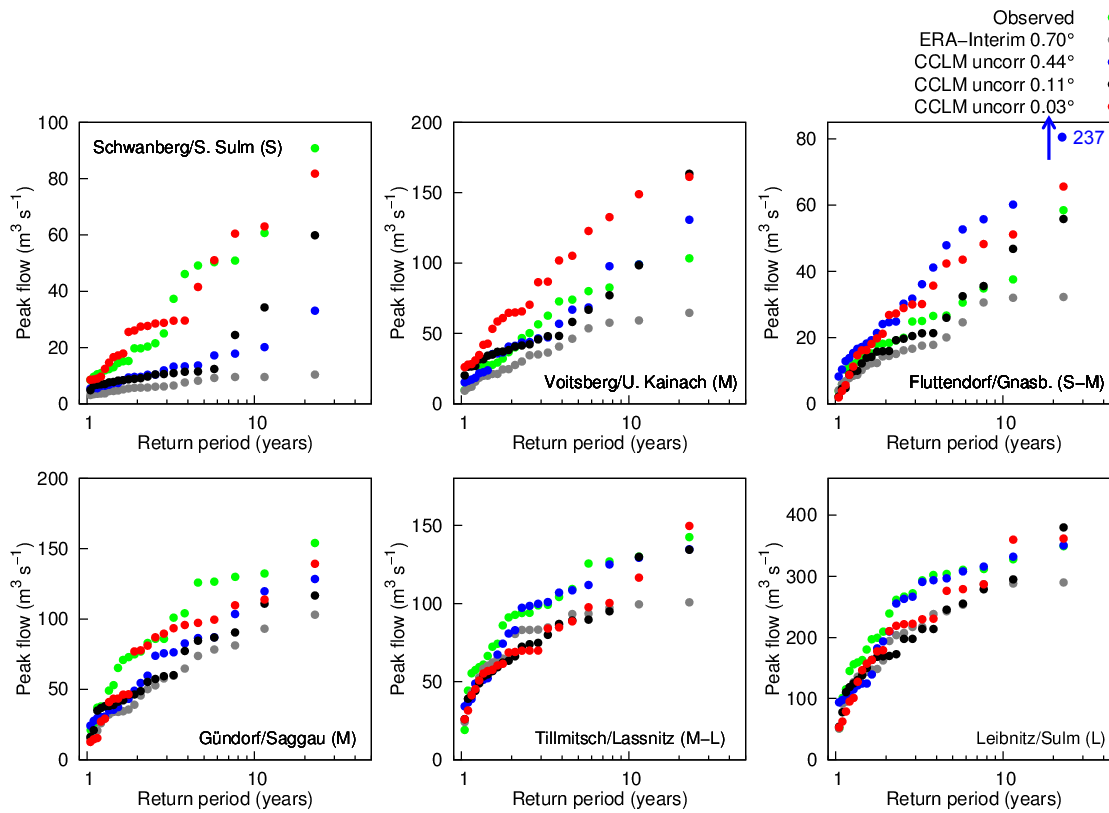 Observed
ERA−Interim 0.70°
CCLM uncorr 0.44°
CCLM uncorr 0.11°
CCLM uncorr 0.03°
100
80
60
40
20
0
Peak flow (m³ s⁻¹)
Schwanberg/S. Sulm (S)
1
10
Return period (years)
200
150
100
50
0
Peak flow (m³ s⁻¹)
Voitsberg/U. Kainach (M)
1
10
Return period (years)
80
60
40
20
0
Peak flow (m³ s⁻¹)
237
Fluttendorf/Gnasb. (S−M)
1
10
Return period (years)
200
150
100
50
0
Peak flow (m³ s⁻¹)
Gündorf/Saggau (M)
1
10
Return period (years)
150
100
50
0
Peak flow (m³ s⁻¹)
Tillmitsch/Lassnitz (M−L)
1
10
Return period (years)
400
300
200
100
0
Peak flow (m³ s⁻¹)
Leibnitz/Sulm (L)
1
10
Return period (years)